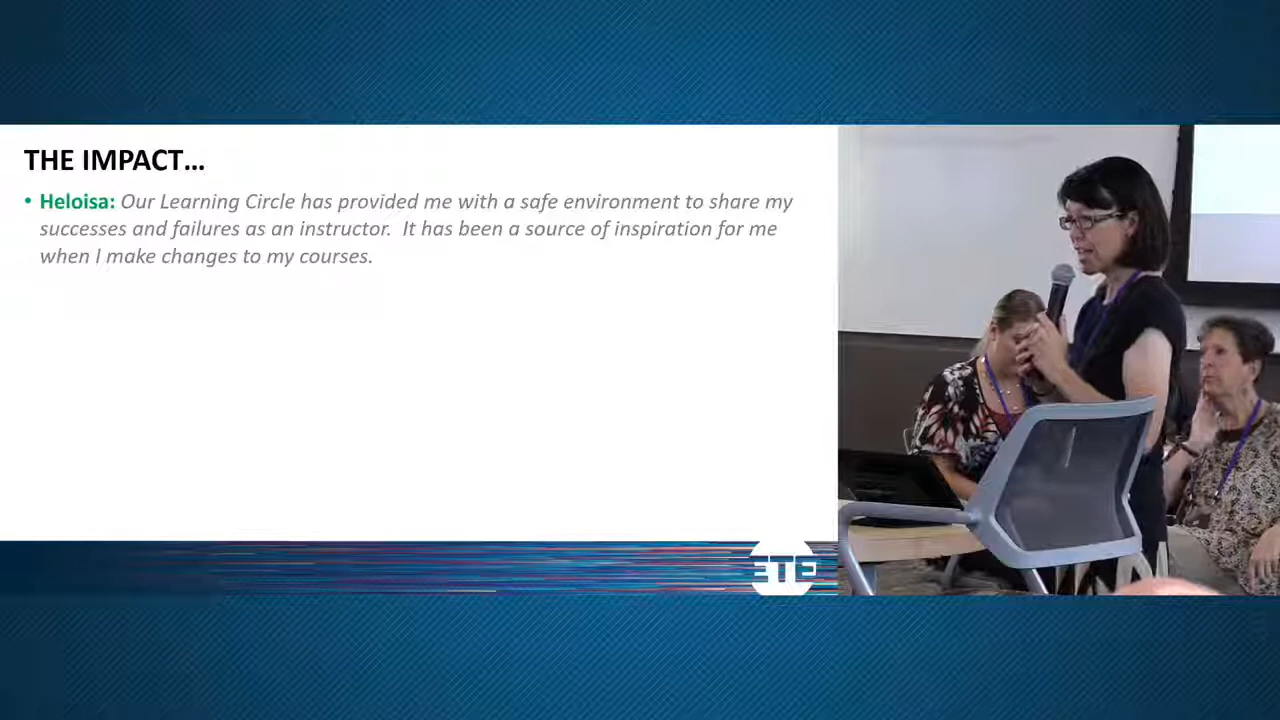 THE IMPACT…
• Heloisa: Our Learning Circle has provided me with a safe environment to share my
successes and failures as an instructor.  It has been a source of inspiration for me
when I make changes to my courses.
ETE